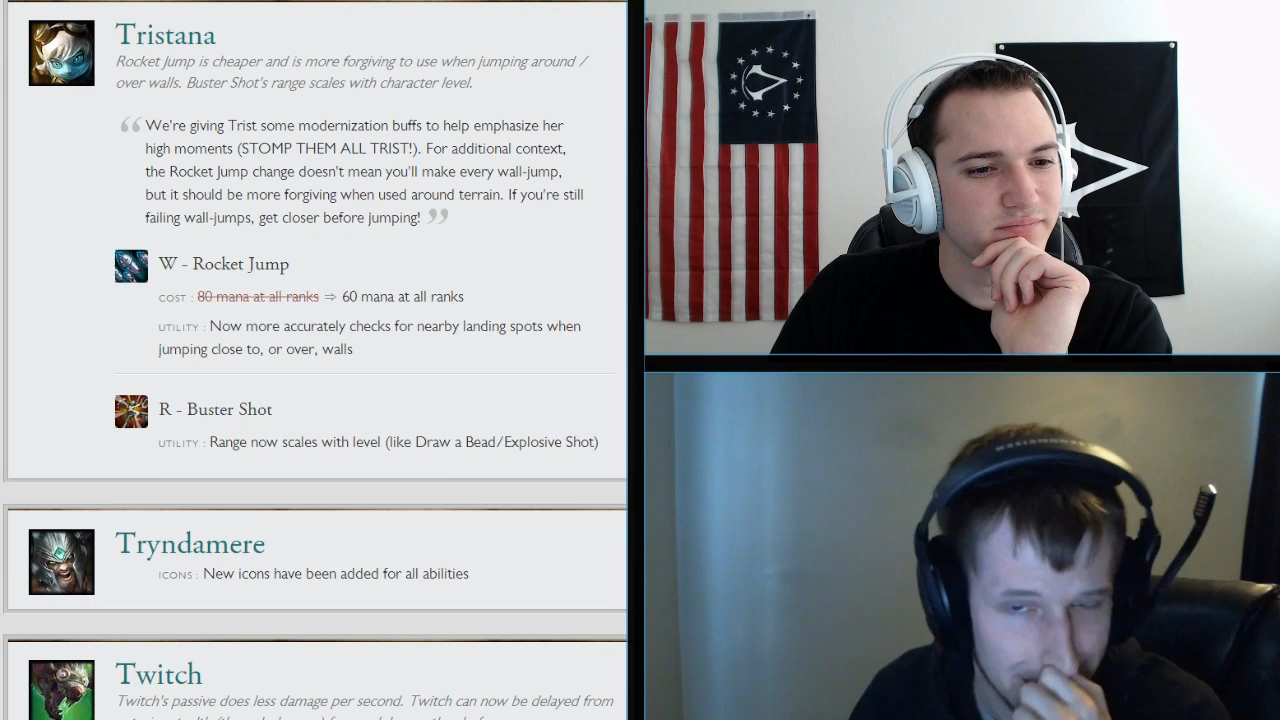 Tristana
Rocket Jump is cheaper and is more forgiving to use when jumping around /
over walls. Buster Shot's range scales with character level.
“ We're giving Trist some modernization buffs to help emphasize her
high moments (STOMP THEM ALL TRIST!). For additional context,
the Rocket Jump change doesn't mean you'll make every wall-jump,
but it should be more forgiving when used around terrain. If you're still
failing wall-jumps, get closer before jumping! ”
W - Rocket Jump
COST : 80 mana at all ranks ⇒ 60 mana at all ranks
UTILITY : Now more accurately checks for nearby landing spots when
jumping close to, or over, walls
R - Buster Shot
UTILITY : Range now scales with level (like Draw a Bead/Explosive Shot)
Tryndamere
ICONS : New icons have been added for all abilities
Twitch
Twitch's passive does less damage per second. Twitch can now be delayed from